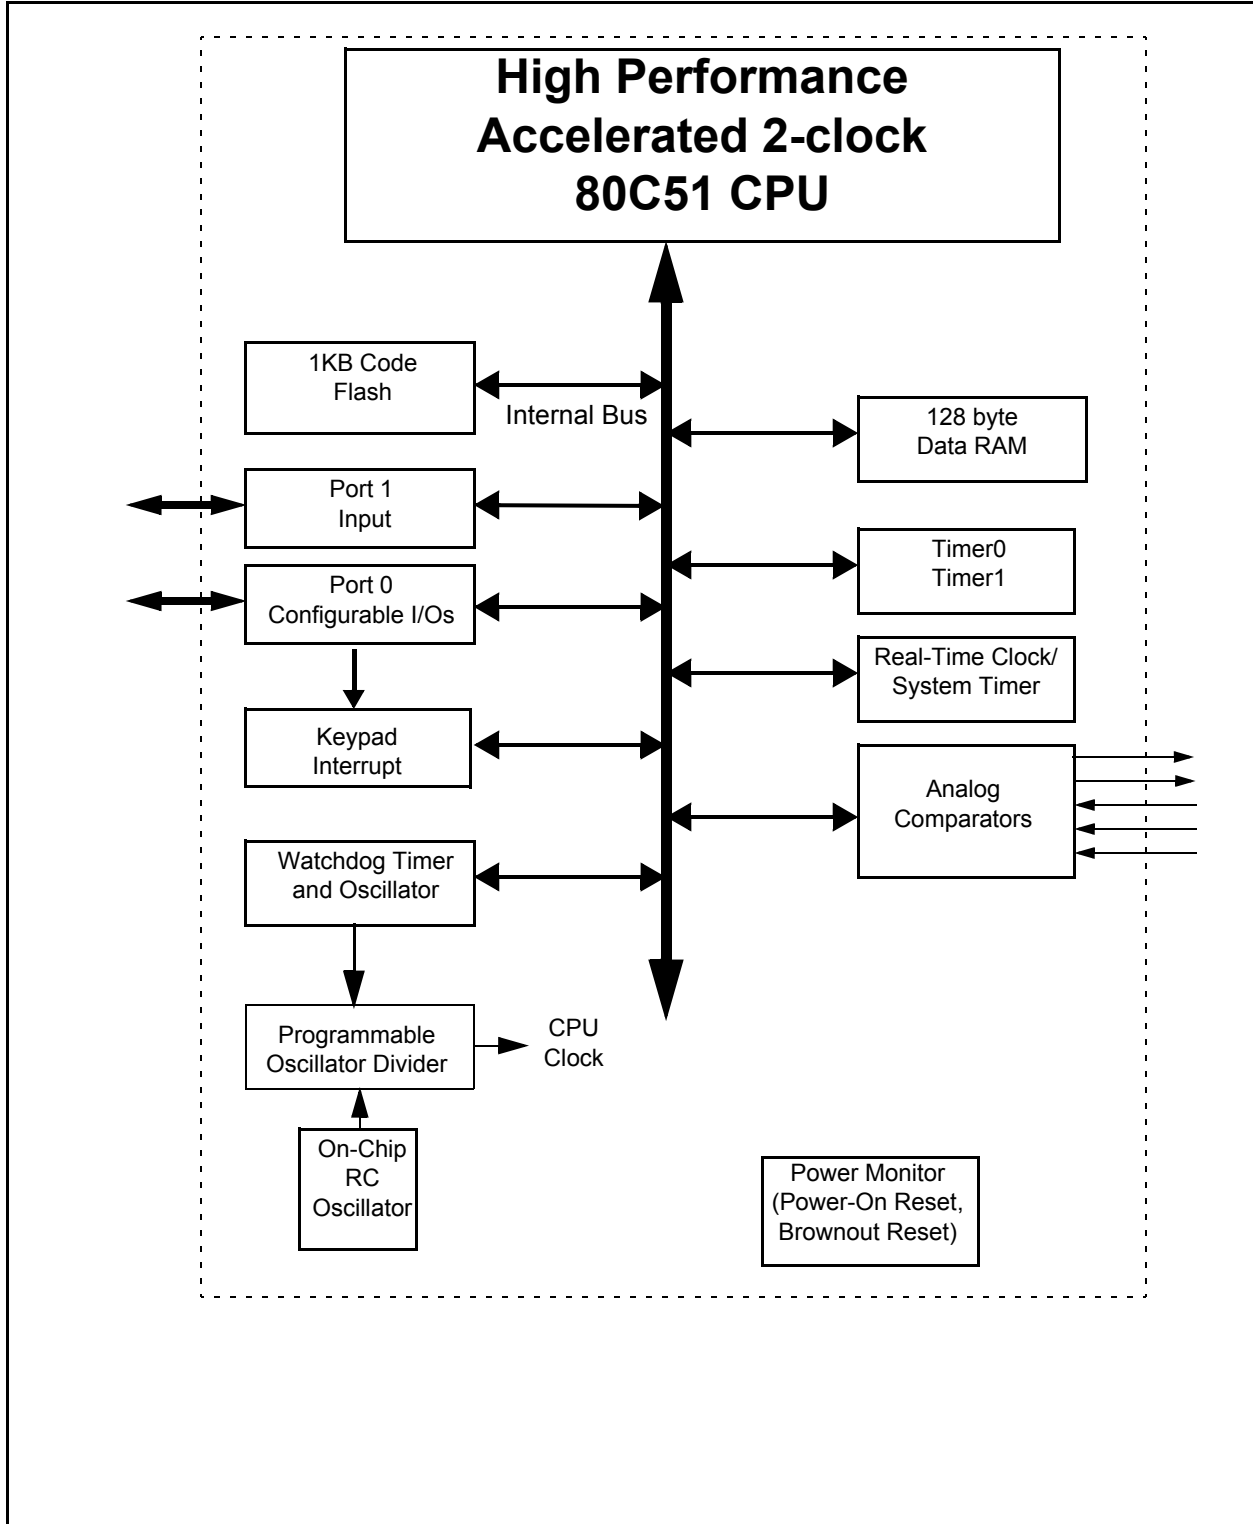 High Performance
Accelerated 2-clock
80C51 CPU
1KB Code
Flash
Internal Bus
128 byte
Data RAM
Port 1
Input
Timer0
Timer1
Port 0
Configurable I/Os
Real-Time Clock/
System Timer
Keypad
Interrupt
Analog
Comparators
Watchdog Timer
and Oscillator
Programmable
Oscillator Divider
CPU
Clock
On-Chip
RC
Oscillator
Power Monitor
(Power-On Reset,
Brownout Reset)